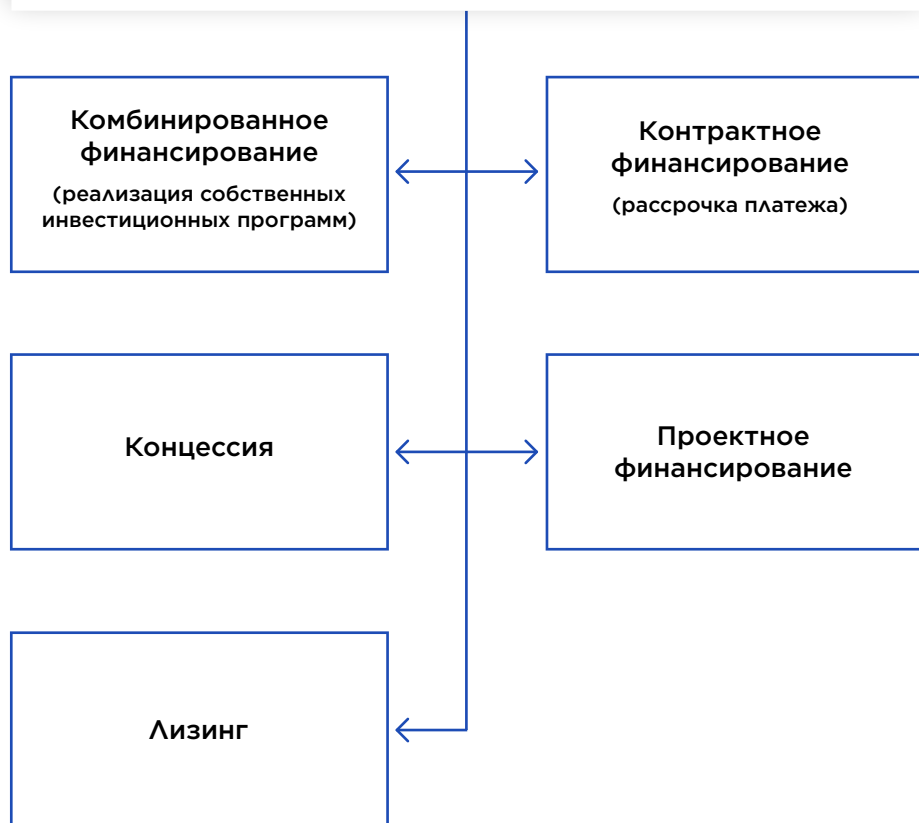 Комбинированное
финансирование
(реализация собственных
инвестиционных программ)
Контрактное
финансирование
(рассрочка платежа)
Концессия
Проектное
финансирование
Лизинг